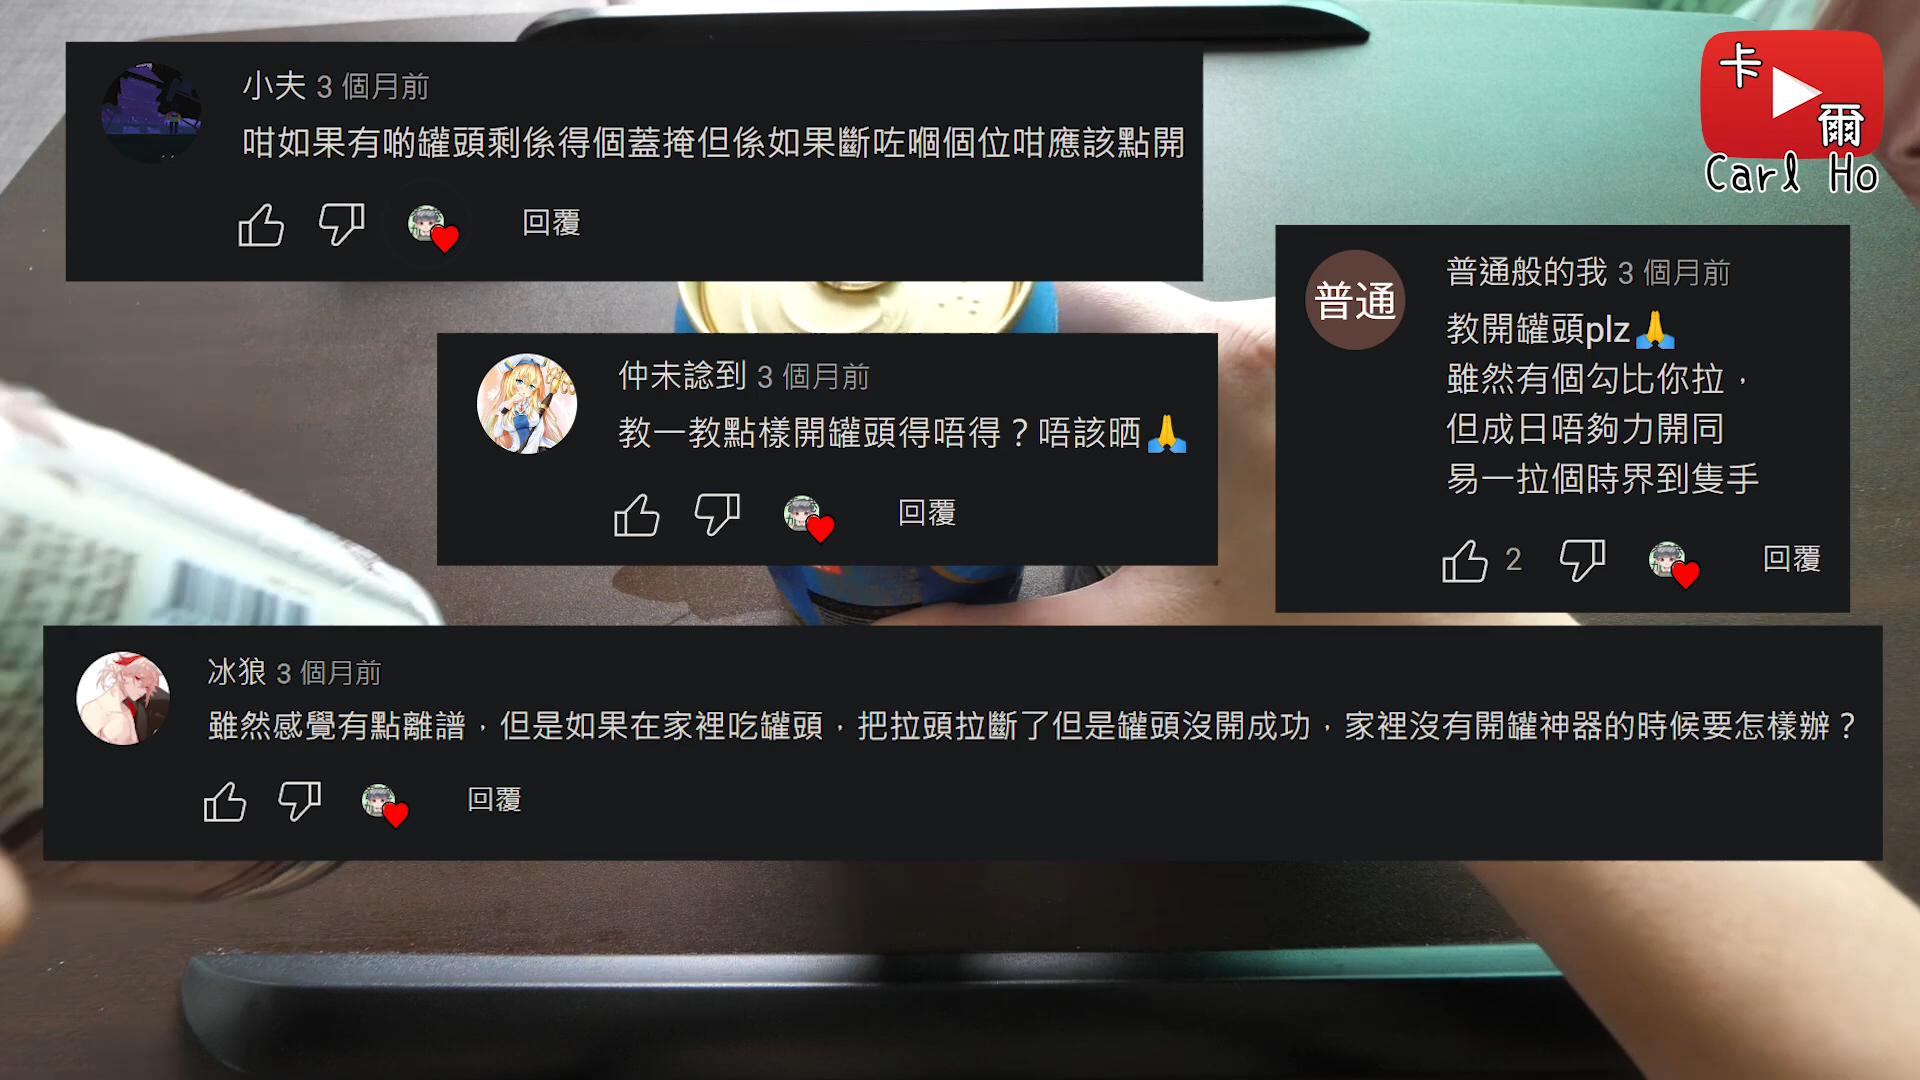 小夫 3 個月前
咁如果有啲罐頭剩係得個蓋掩但係如果斷咗嗰個位咁應該點開
回覆
卡爾
Carl Ho
普通
普通般的我 3 個月前
教開罐頭plz🙏
雖然有個勾比你拉，
但成日唔夠力開同
易一拉個時界到隻手
2
回覆
仲未諗到 3 個月前
教一教點樣開罐頭得唔得？唔該晒🙏
回覆
冰狼 3 個月前
雖然感覺有點離譜，但是如果在家裡吃罐頭，把拉頭拉斷了但是罐頭沒開成功，家裡沒有開罐神器的時候要怎樣辦？
回覆